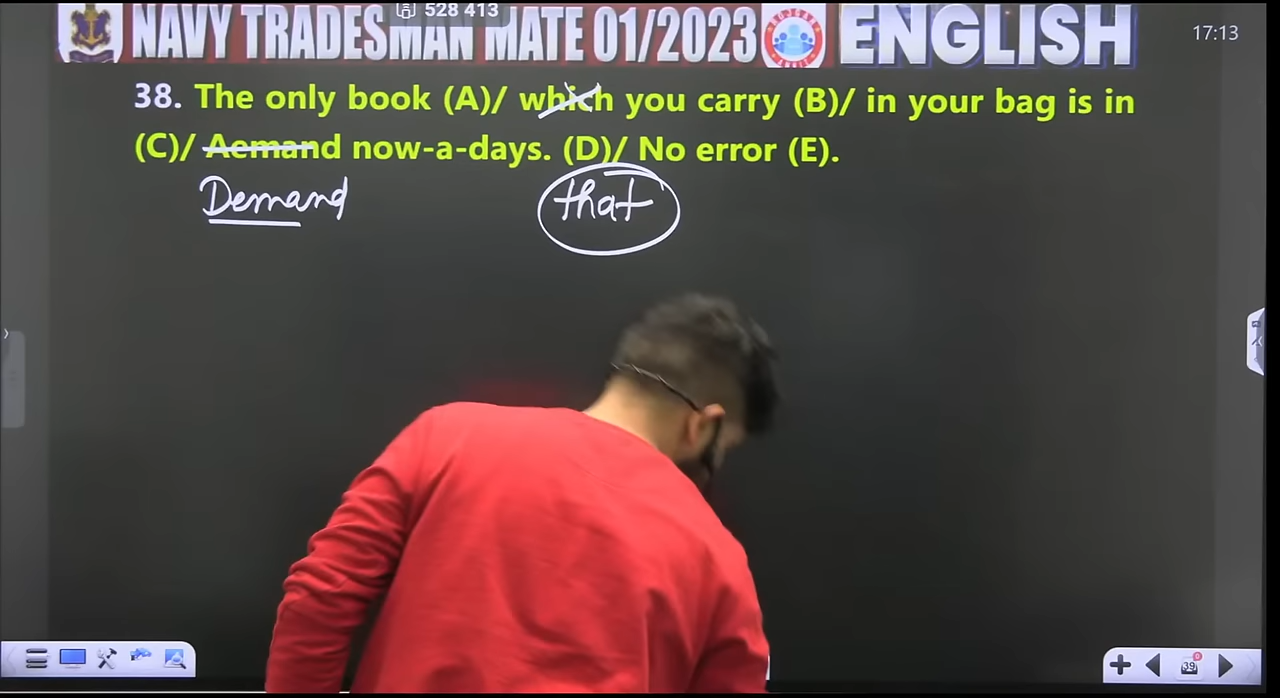 528 413
NAVY TRADESMAN MATE 01/2023 ENGLISH
17:13
38. The only book (A)/ which you carry (B)/ in your bag is in
(C)/ Aemand now-a-days. (D)/ No error (E).
Demand that
39